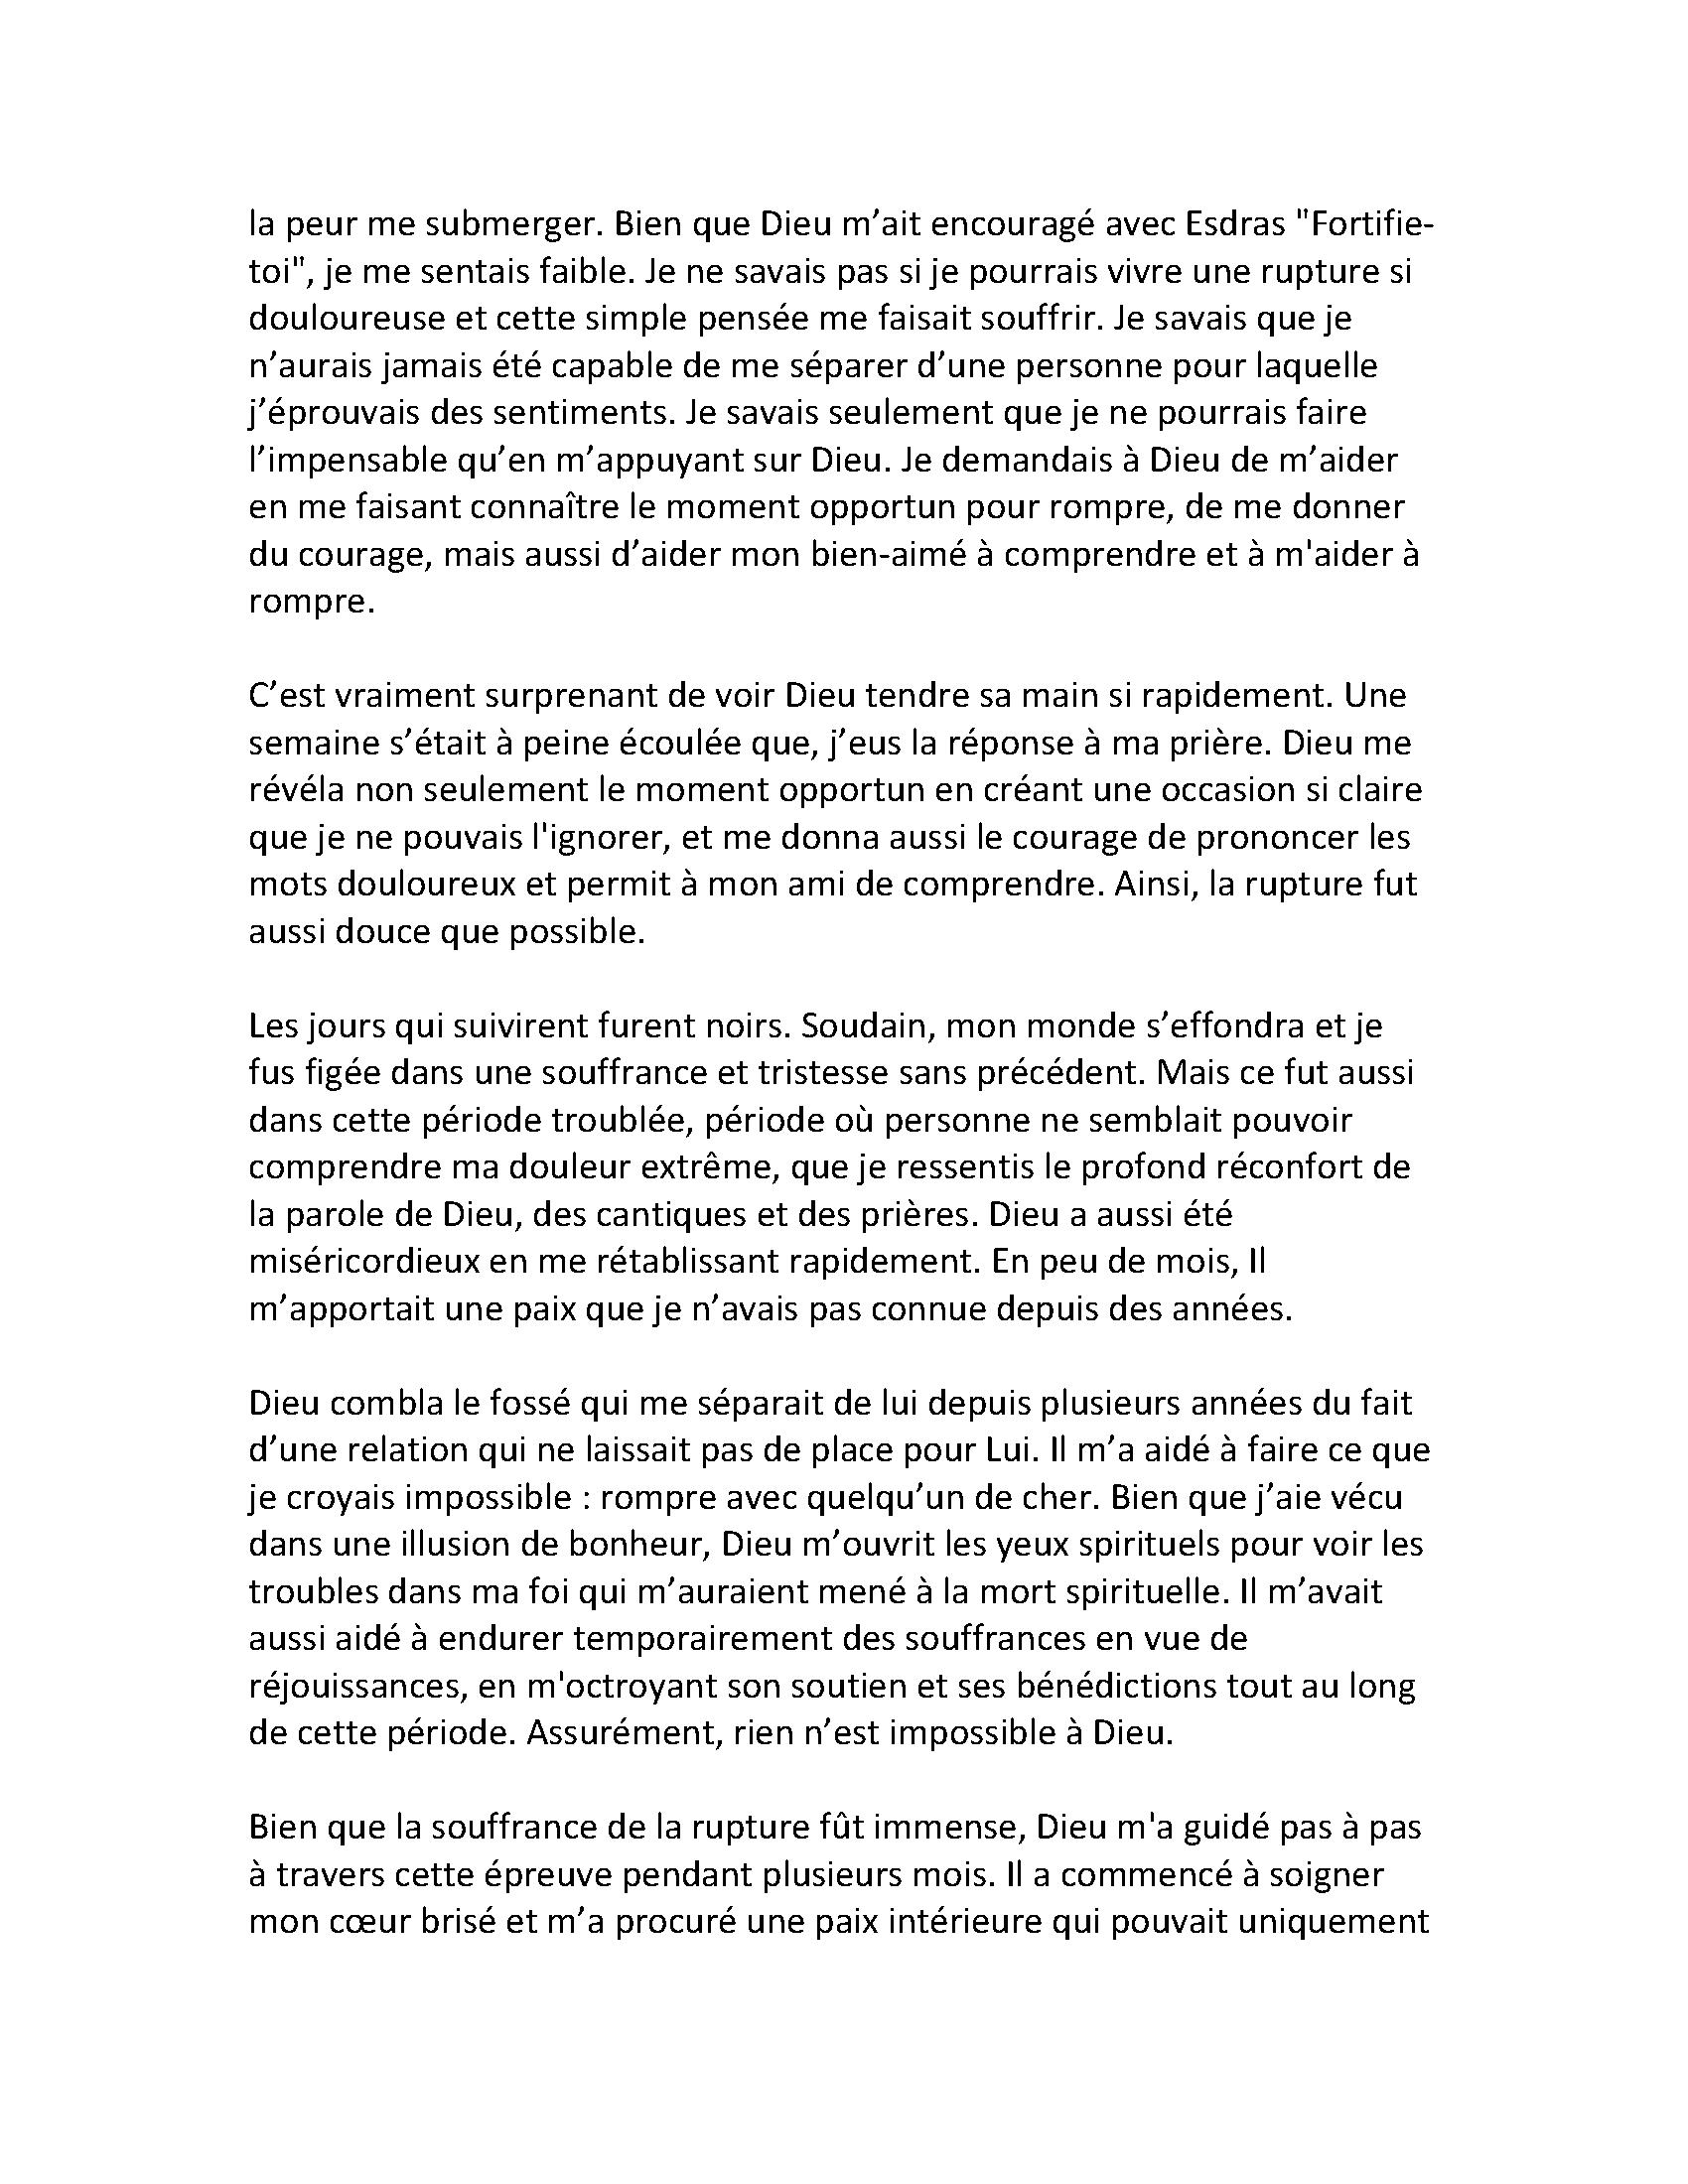 la peur me submerger. Bien que Dieu m’ait encouragé avec Esdras "Fortifie-
toi", je me sentais faible. Je ne savais pas si je pourrais vivre une rupture si
douloureuse et cette simple pensée me faisait souffrir. Je savais que je
n’aurais jamais été capable de me séparer d’une personne pour laquelle
j’éprouvais des sentiments. Je savais seulement que je ne pourrais faire
l’impensable qu’en m’appuyant sur Dieu. Je demandais à Dieu de m’aider
en me faisant connaître le moment opportun pour rompre, de me donner
du courage, mais aussi d’aider mon bien-aimé à comprendre et à m'aider à
rompre.

C’est vraiment surprenant de voir Dieu tendre sa main si rapidement. Une
semaine s’était à peine écoulée que, j’eus la réponse à ma prière. Dieu me
révéla non seulement le moment opportun en créant une occasion si claire
que je ne pouvais l'ignorer, et me donna aussi le courage de prononcer les
mots douloureux et permit à mon ami de comprendre. Ainsi, la rupture fut
aussi douce que possible.

Les jours qui suivirent furent noirs. Soudain, mon monde s’effondra et je
fus figée dans une souffrance et tristesse sans précédent. Mais ce fut aussi
dans cette période troublée, période où personne ne semblait pouvoir
comprendre ma douleur extrême, que je ressentis le profond réconfort de
la parole de Dieu, des cantiques et des prières. Dieu a aussi été
miséricordieux en me rétablissant rapidement. En peu de mois, Il
m’apportait une paix que je n’avais pas connue depuis des années.

Dieu combla le fossé qui me séparait de lui depuis plusieurs années du fait
d’une relation qui ne laissait pas de place pour Lui. Il m’a aidé à faire ce que
je croyais impossible : rompre avec quelqu’un de cher. Bien que j’aie vécu
dans une illusion de bonheur, Dieu m’ouvrit les yeux spirituels pour voir les
troubles dans ma foi qui m’auraient mené à la mort spirituelle. Il m’avait
aussi aidé à endurer temporairement des souffrances en vue de
réjouissances, en m'octroyant son soutien et ses bénédictions tout au long
de cette période. Assurément, rien n’est impossible à Dieu.

Bien que la souffrance de la rupture fût immense, Dieu m'a guidé pas à pas
à travers cette épreuve pendant plusieurs mois. Il a commencé à soigner
mon cœur brisé et m’a procuré une paix intérieure qui pouvait uniquement